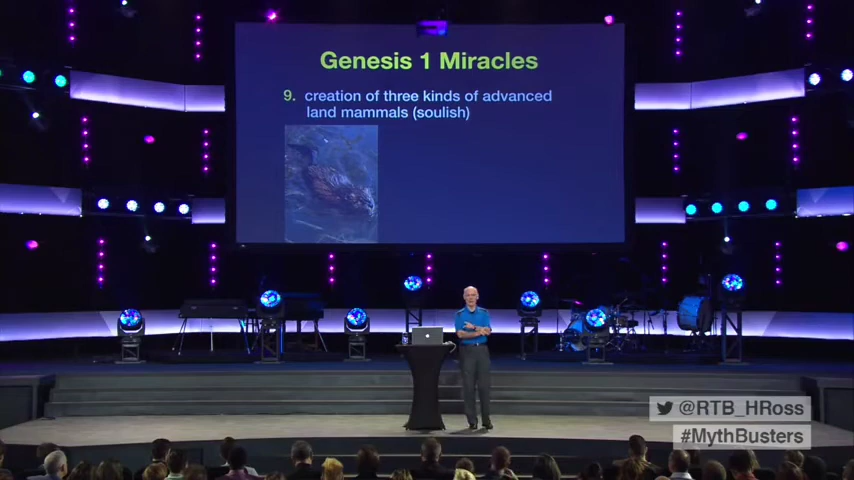 Genesis 1 Miracles
9. creation of three kinds of advanced
land mammals (soulish)
@RTB_HRoss
#MythBusters